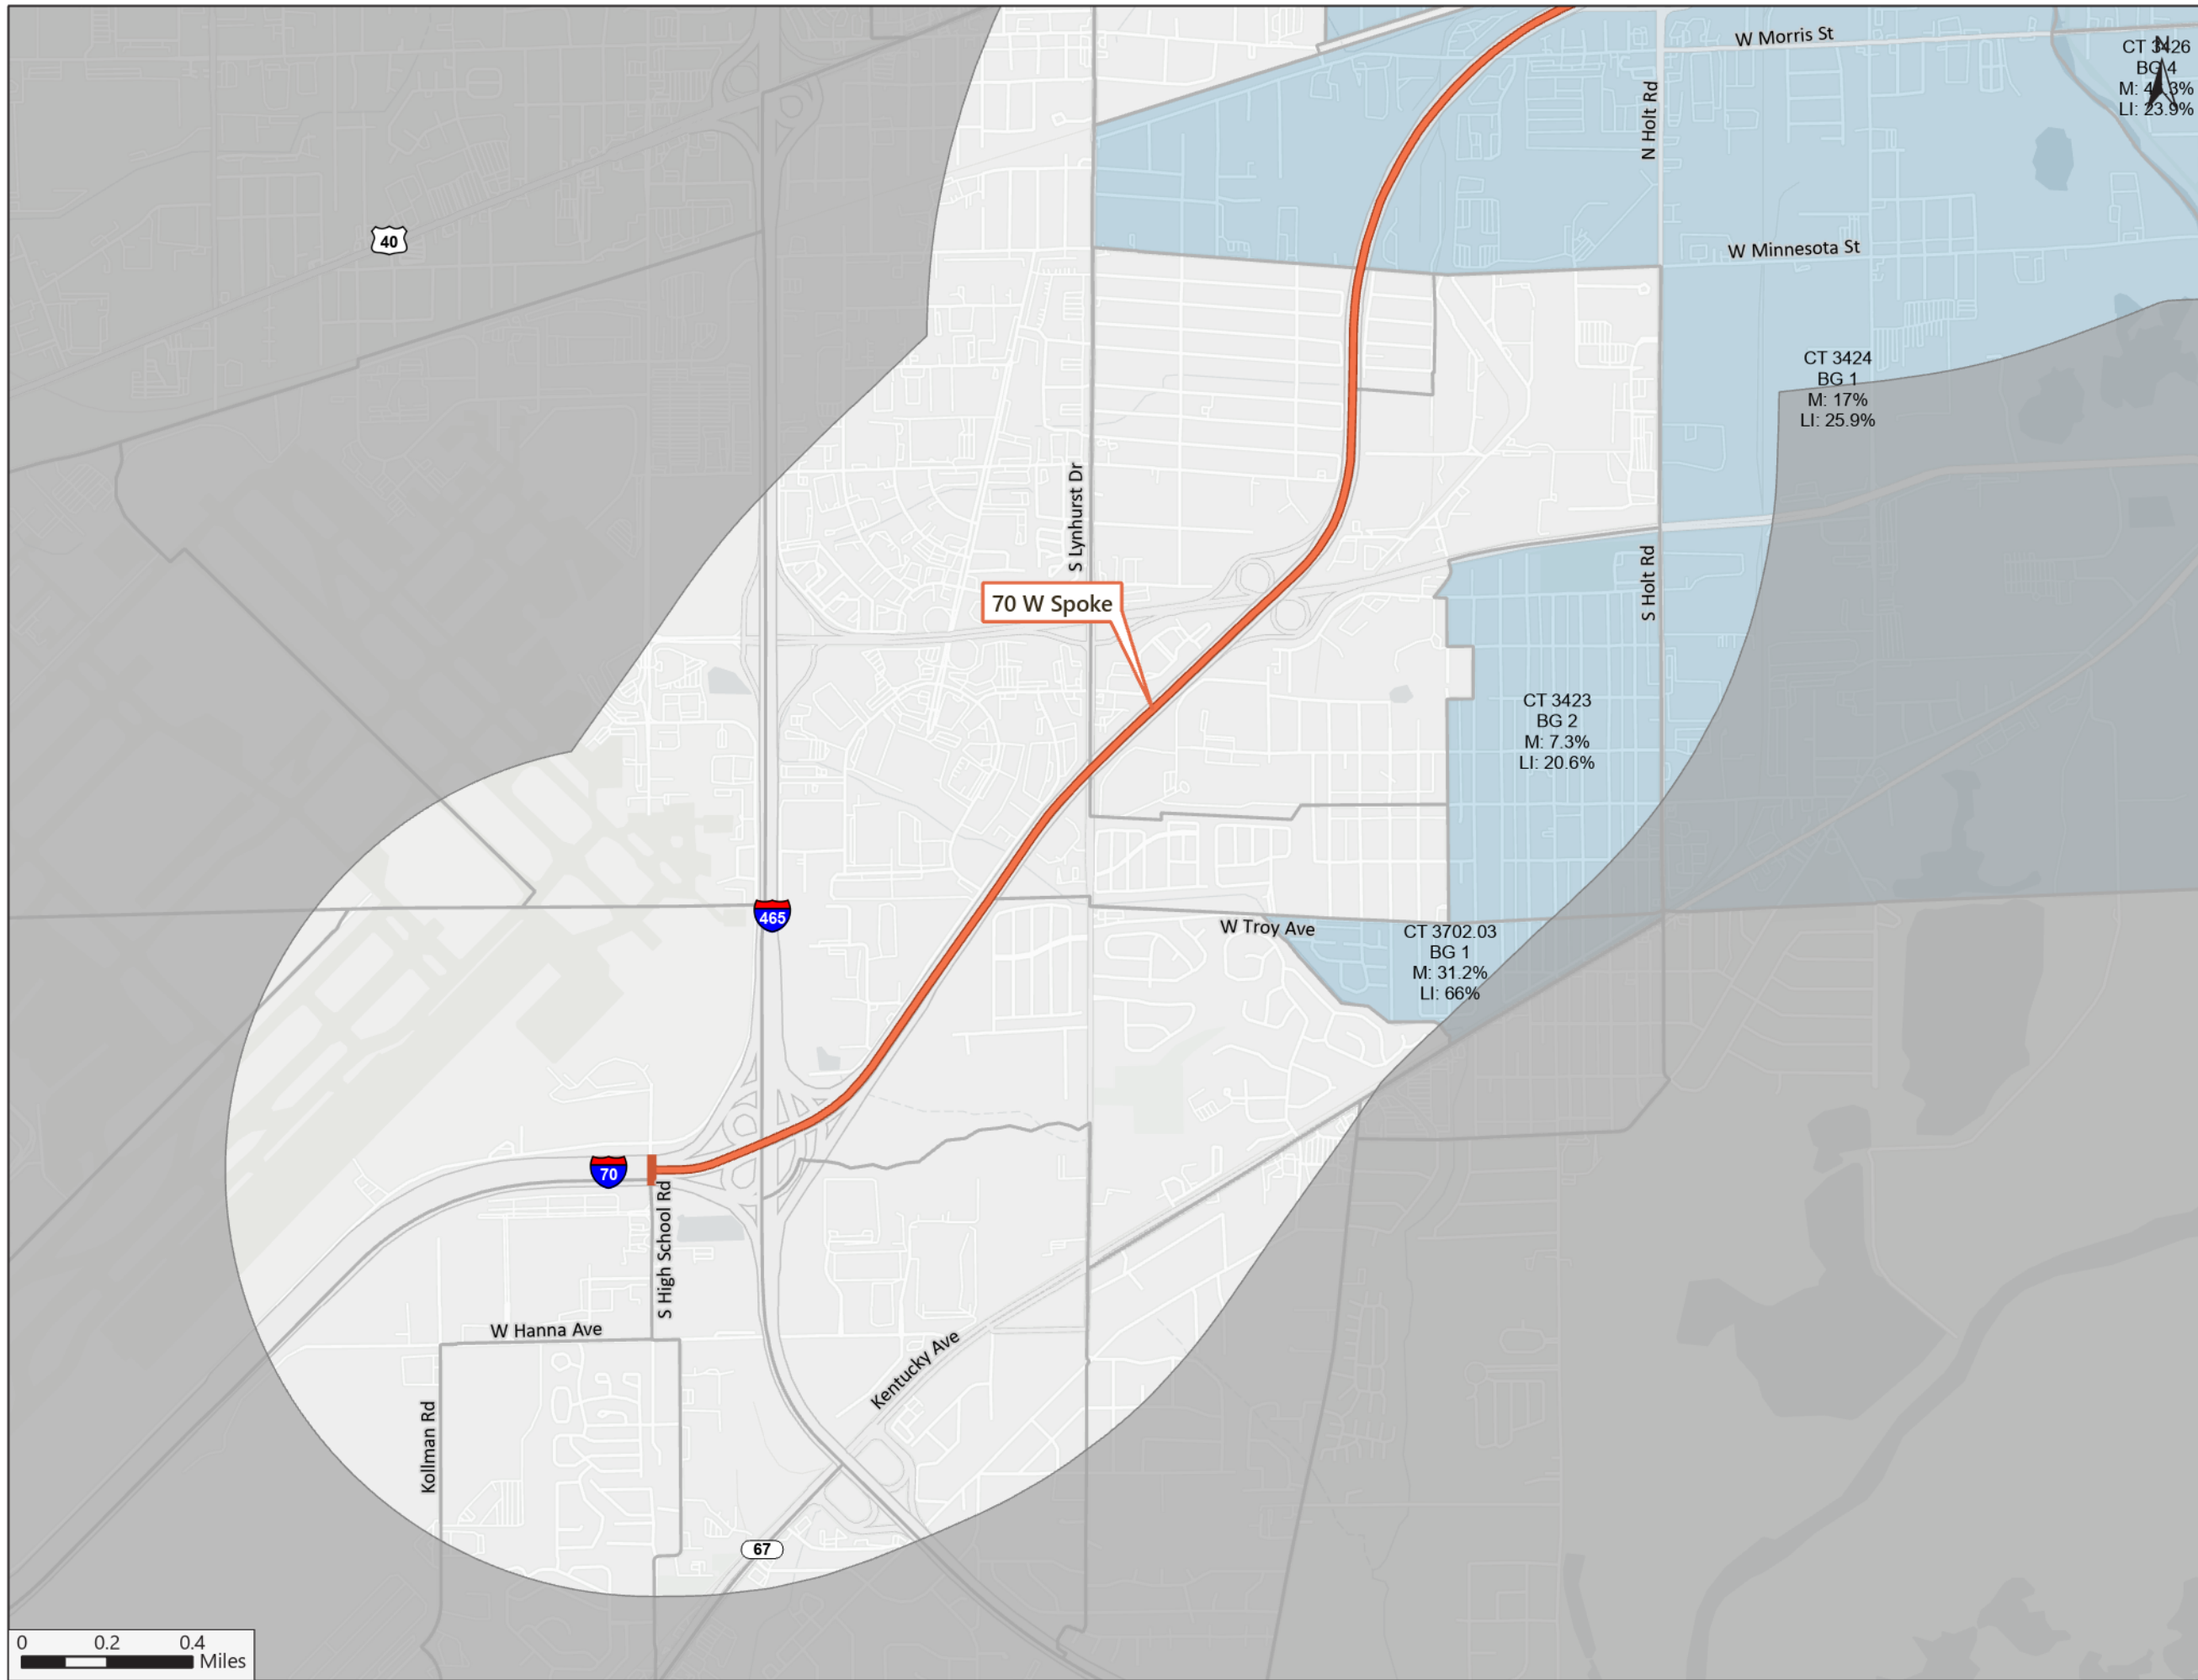 W Morris St
CT 3426
BG 4
N
LI: 23.9%
N Holt Rd
40
W Minnesota St
CT 3424
BG 1
M: 17%
LI: 25.9%
S Lynhurst Dr
S Holt Rd
70 W Spoke
CT 3423
BG 2
M: 7.3%
LI: 20.6%
465
W Troy Ave
CT 3702.03
BG 1
M: 31.2%
LI: 66%
70
S High School Rd
W Hanna Ave
Kentucky Ave
Kollman Rd
67
0 0.2 0.4
Miles